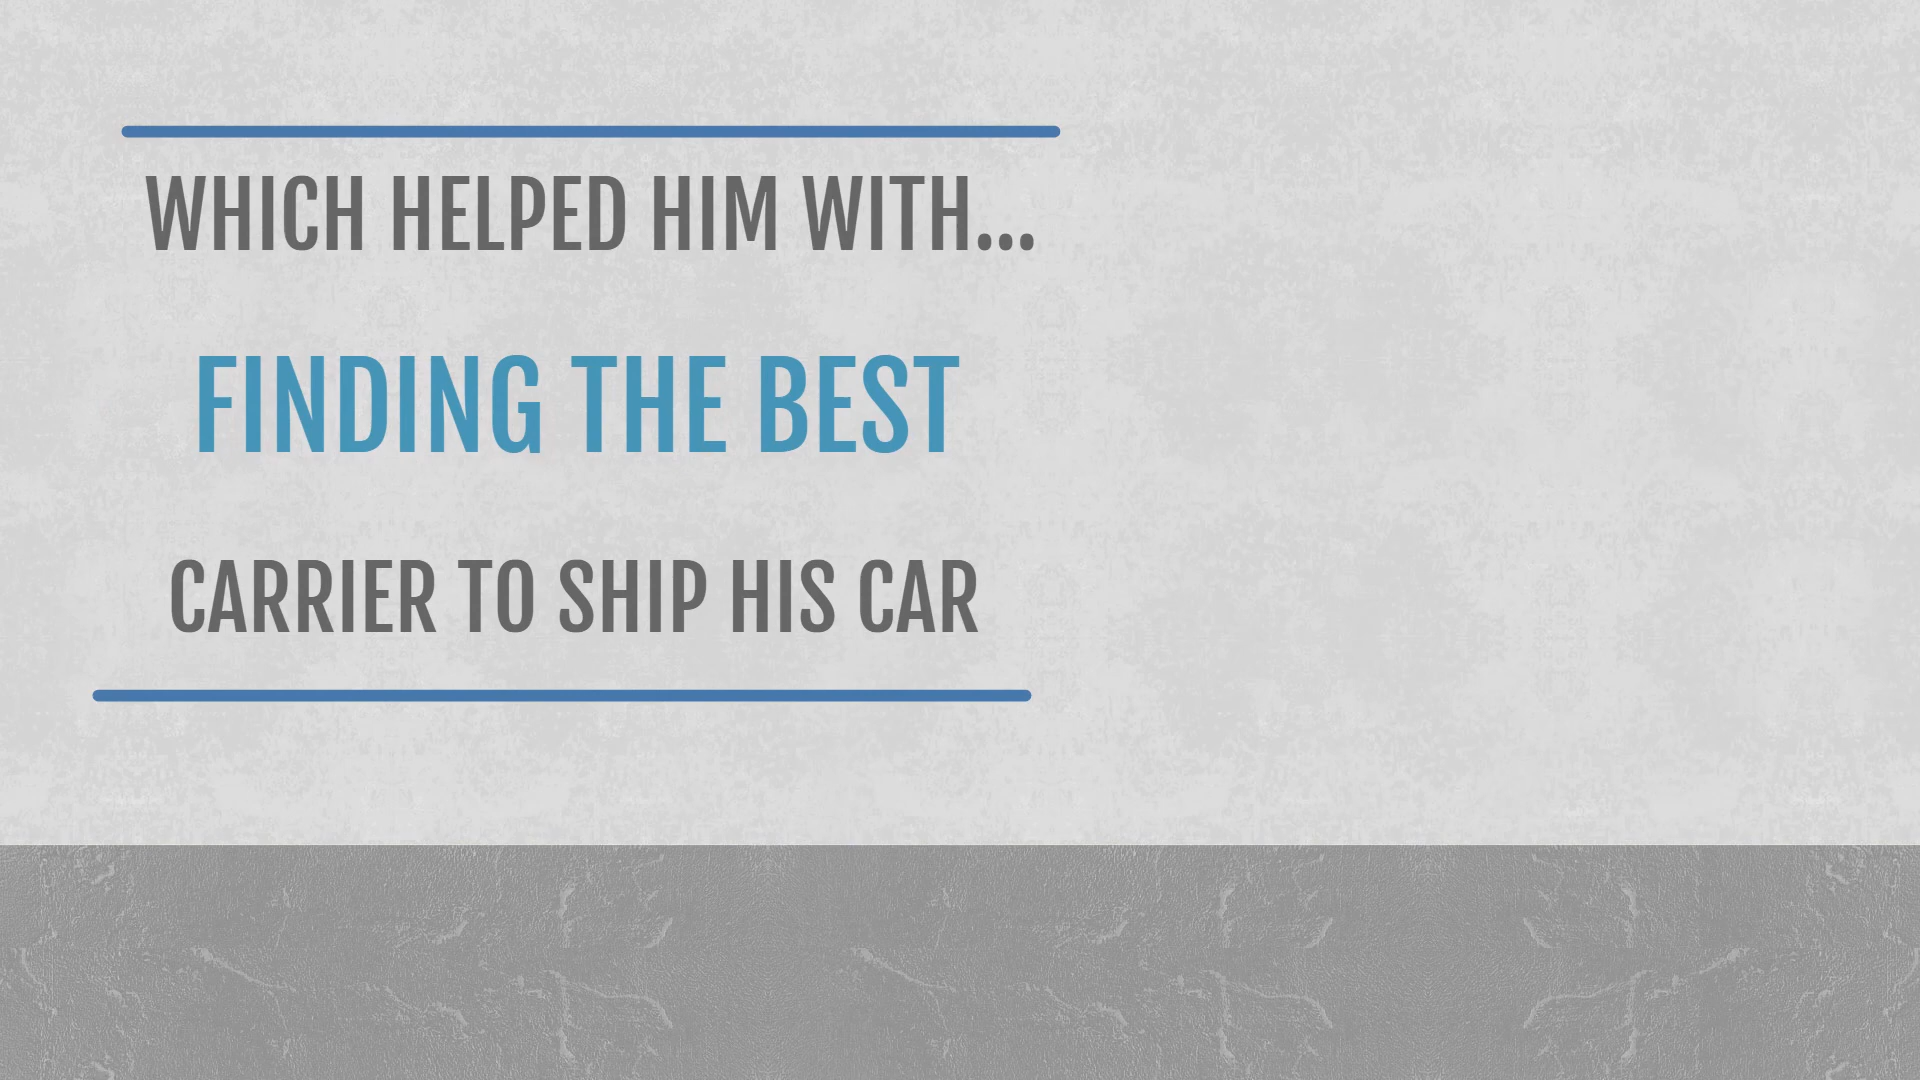 WHICH HELPED HIM WITH...
FINDING THE BEST
CARRIER TO SHIP HIS CAR